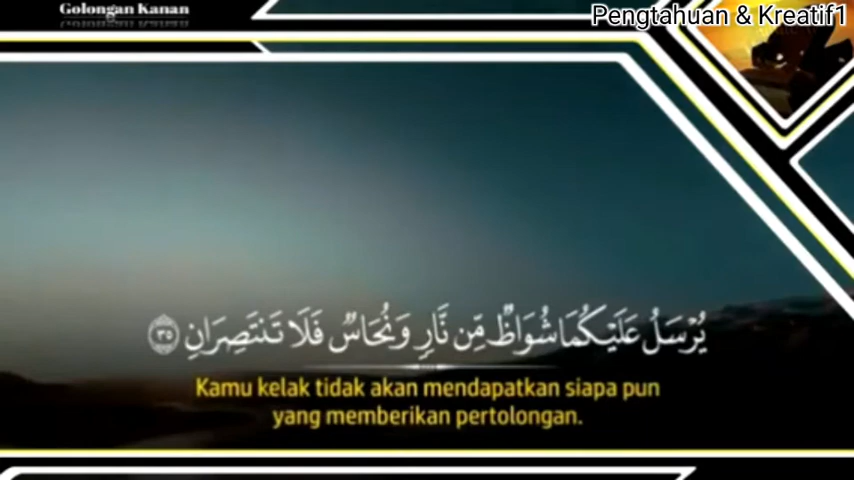 Golongan Kanan
Pengtahuan & Kreatif1
يُرْسَلُ عَلَيْكُمَا شُوَاظٌ مِّن نَّارٍ وَنُحَاسٌ فَلَا تَنتَصِرَانِ ٣٥
Kamu kelak tidak akan mendapatkan siapa pun
yang memberikan pertolongan.